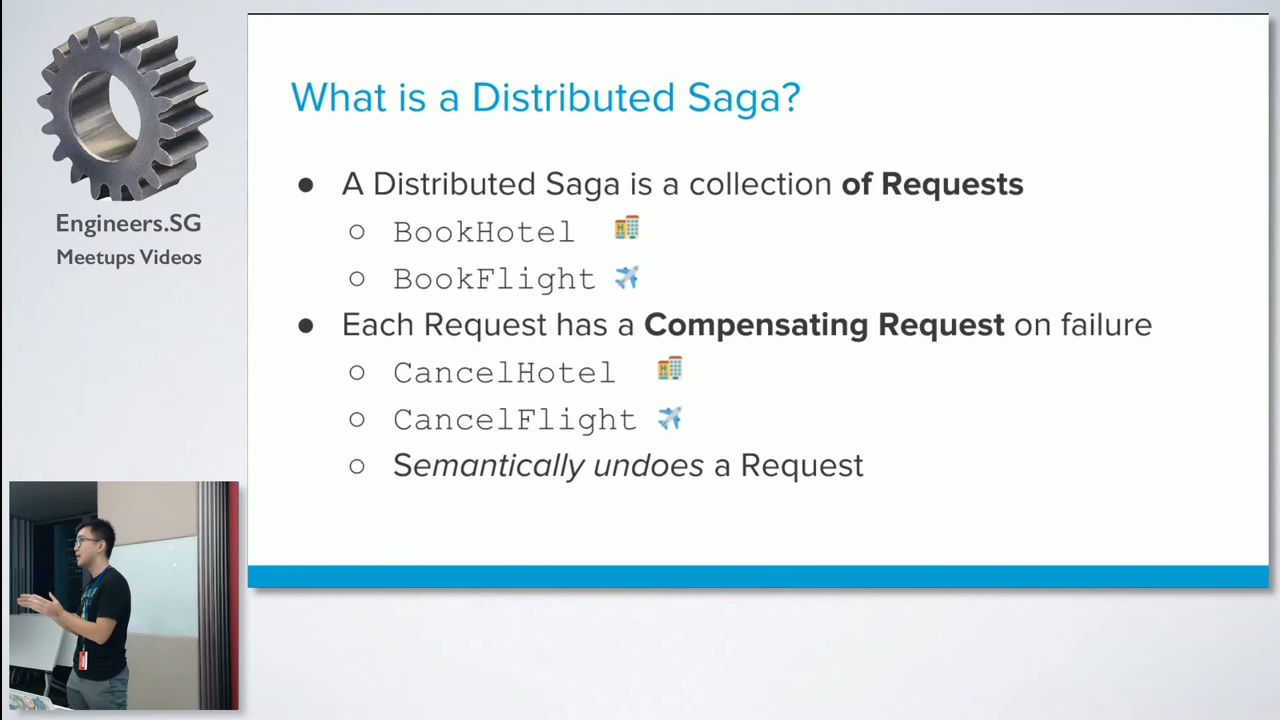 Engineers.SG
Meetups Videos
What is a Distributed Saga?
● A Distributed Saga is a collection of Requests
○ BookHotel
○ BookFlight
● Each Request has a Compensating Request on failure
○ CancelHotel
○ CancelFlight
○ Semantically undoes a Request